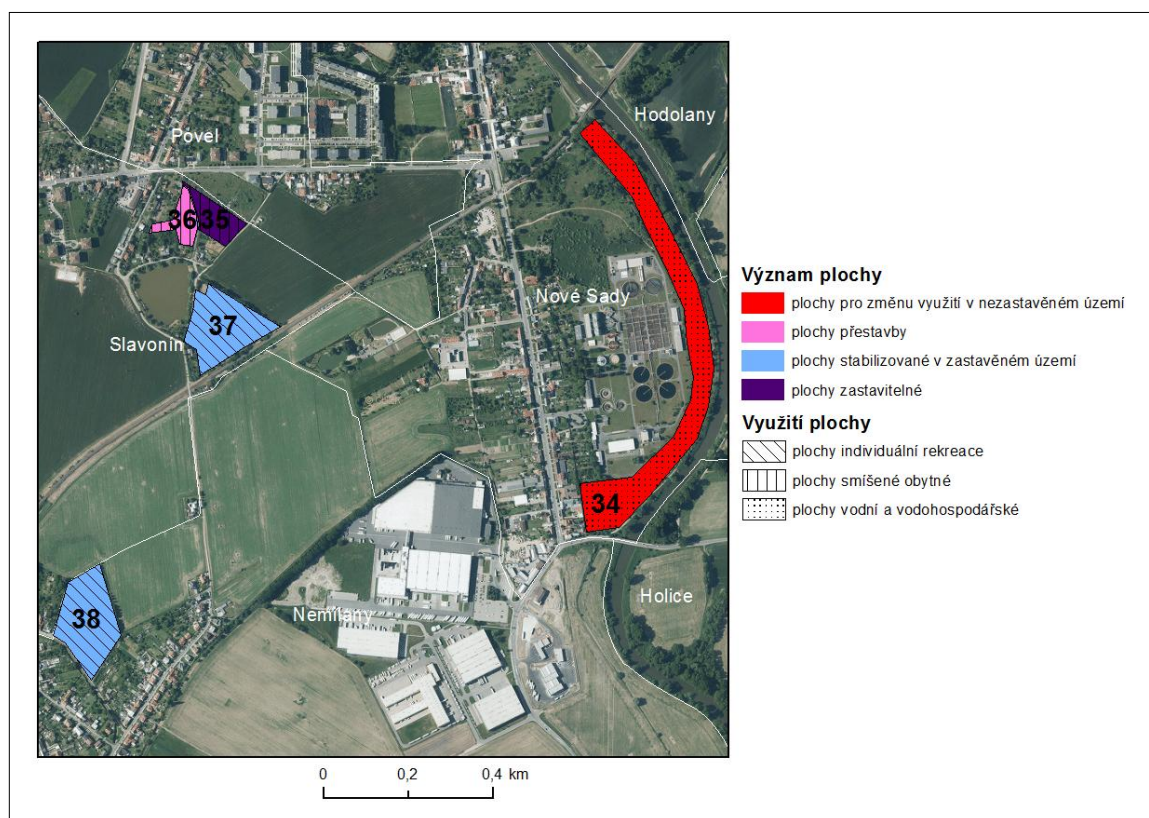 Hodolany
Povel
36
35
Nové Sady
37
Slavonín
34
38
Nemilany
Holice
Význam plochy
plochy pro změnu využití v nezastavěném území
plochy přestavby
plochy stabilizované v zastavěném území
plochy zastavitelné
Využití plochy
plochy individuální rekreace
plochy smíšené obytné
plochy vodní a vodohospodářské
0 0,2 0,4 km